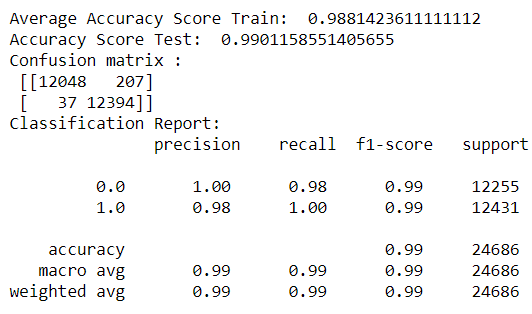 Average Accuracy Score Train:  0.9881423611111112
Accuracy Score Test:  0.9901158551405655
Confusion matrix :
 [[12048   207]
 [   37 12394]]
Classification Report:
              precision    recall  f1-score   support

         0.0       1.00      0.98      0.99     12255
         1.0       0.98      1.00      0.99     12431

    accuracy                           0.99     24686
   macro avg       0.99      0.99      0.99     24686
weighted avg       0.99      0.99      0.99     24686